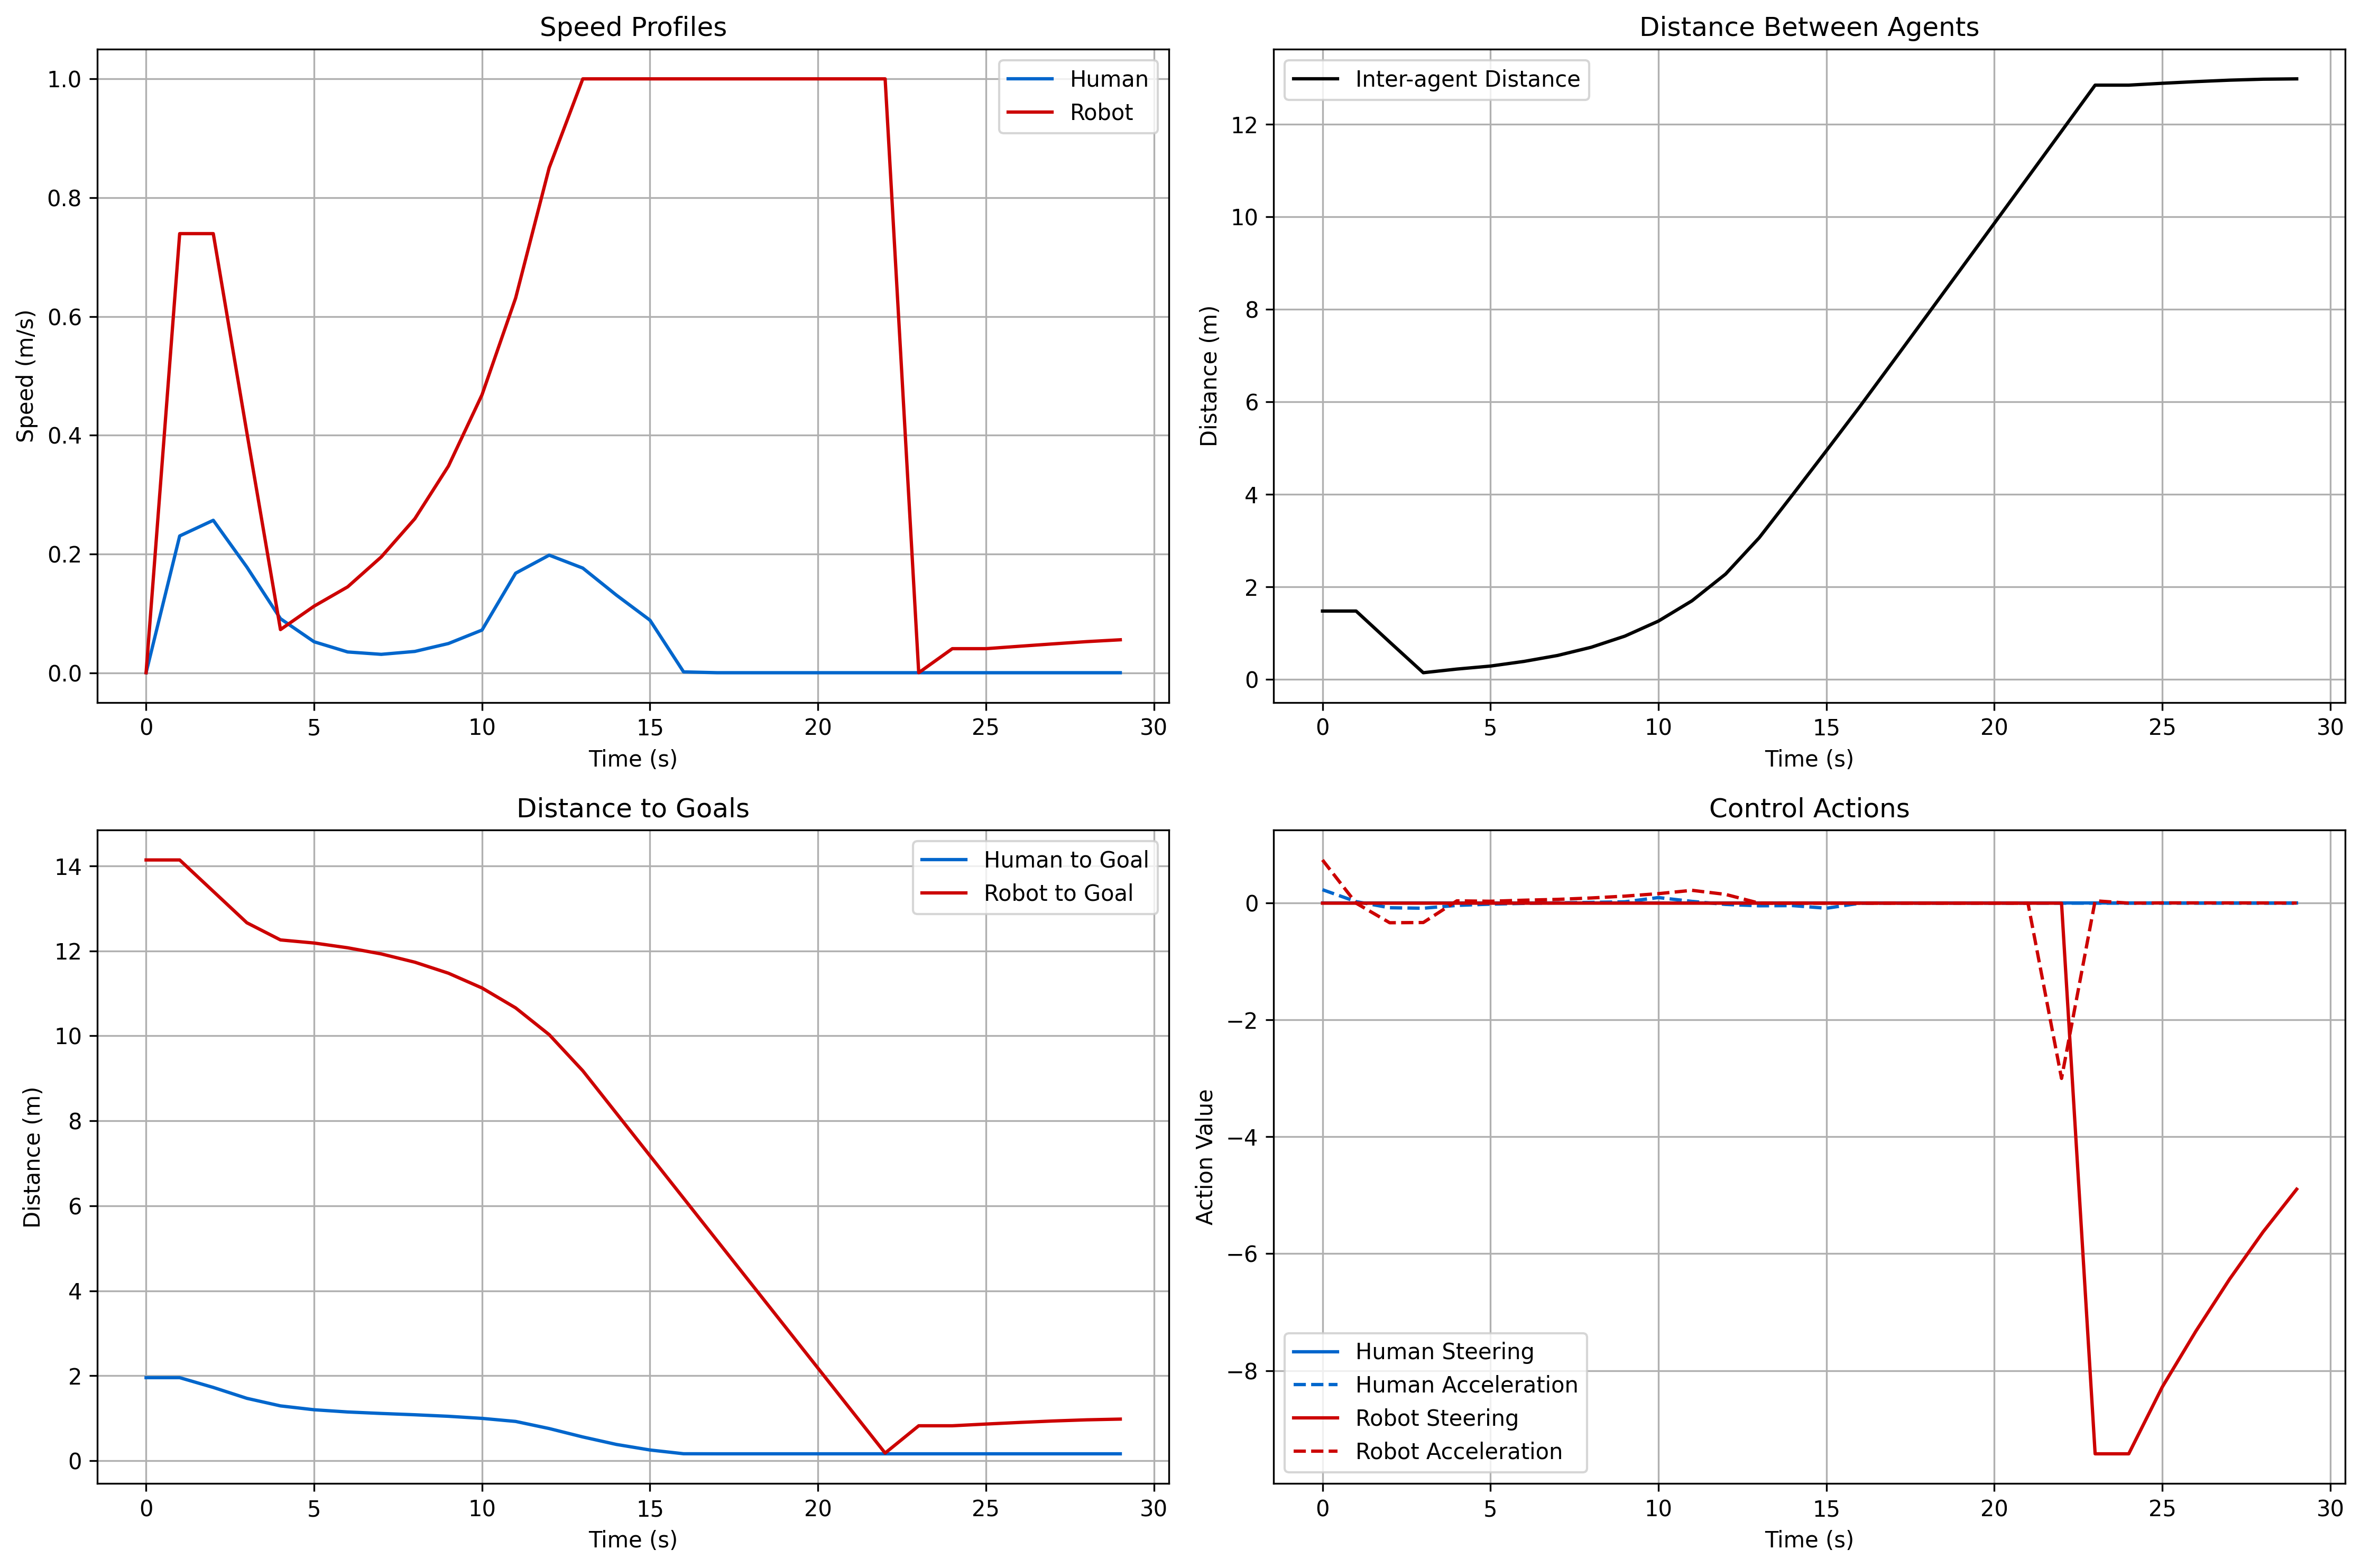 Speed Profiles
Speed (m/s)
1.0
0.8
0.6
0.4
0.2
0.0
Human
Robot
0 5 10 15 20 25 30
Time (s)
Distance Between Agents
Distance (m)
12
10
8
6
4
2
0
Inter-agent Distance
0 5 10 15 20 25 30
Time (s)
Distance to Goals
Distance (m)
14
12
10
8
6
4
2
0
Human to Goal
Robot to Goal
0 5 10 15 20 25 30
Time (s)
Control Actions
Action Value
0
−2
−4
−6
−8
Human Steering
Human Acceleration
Robot Steering
Robot Acceleration
0 5 10 15 20 25 30
Time (s)